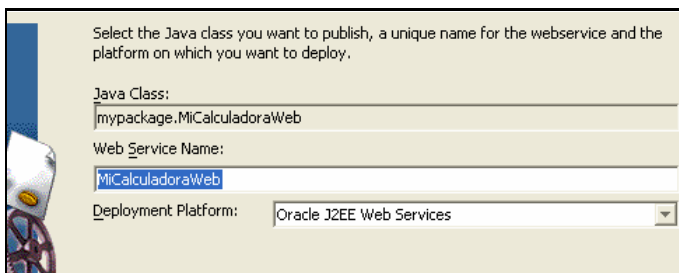 Select the Java class you want to publish, a unique name for the webservice and the
platform on which you want to deploy.
Java Class:
mypackage.MiCalculadoraWeb
Web Service Name:
MiCalculadoraWeb
Deployment Platform: Oracle J2EE Web Services